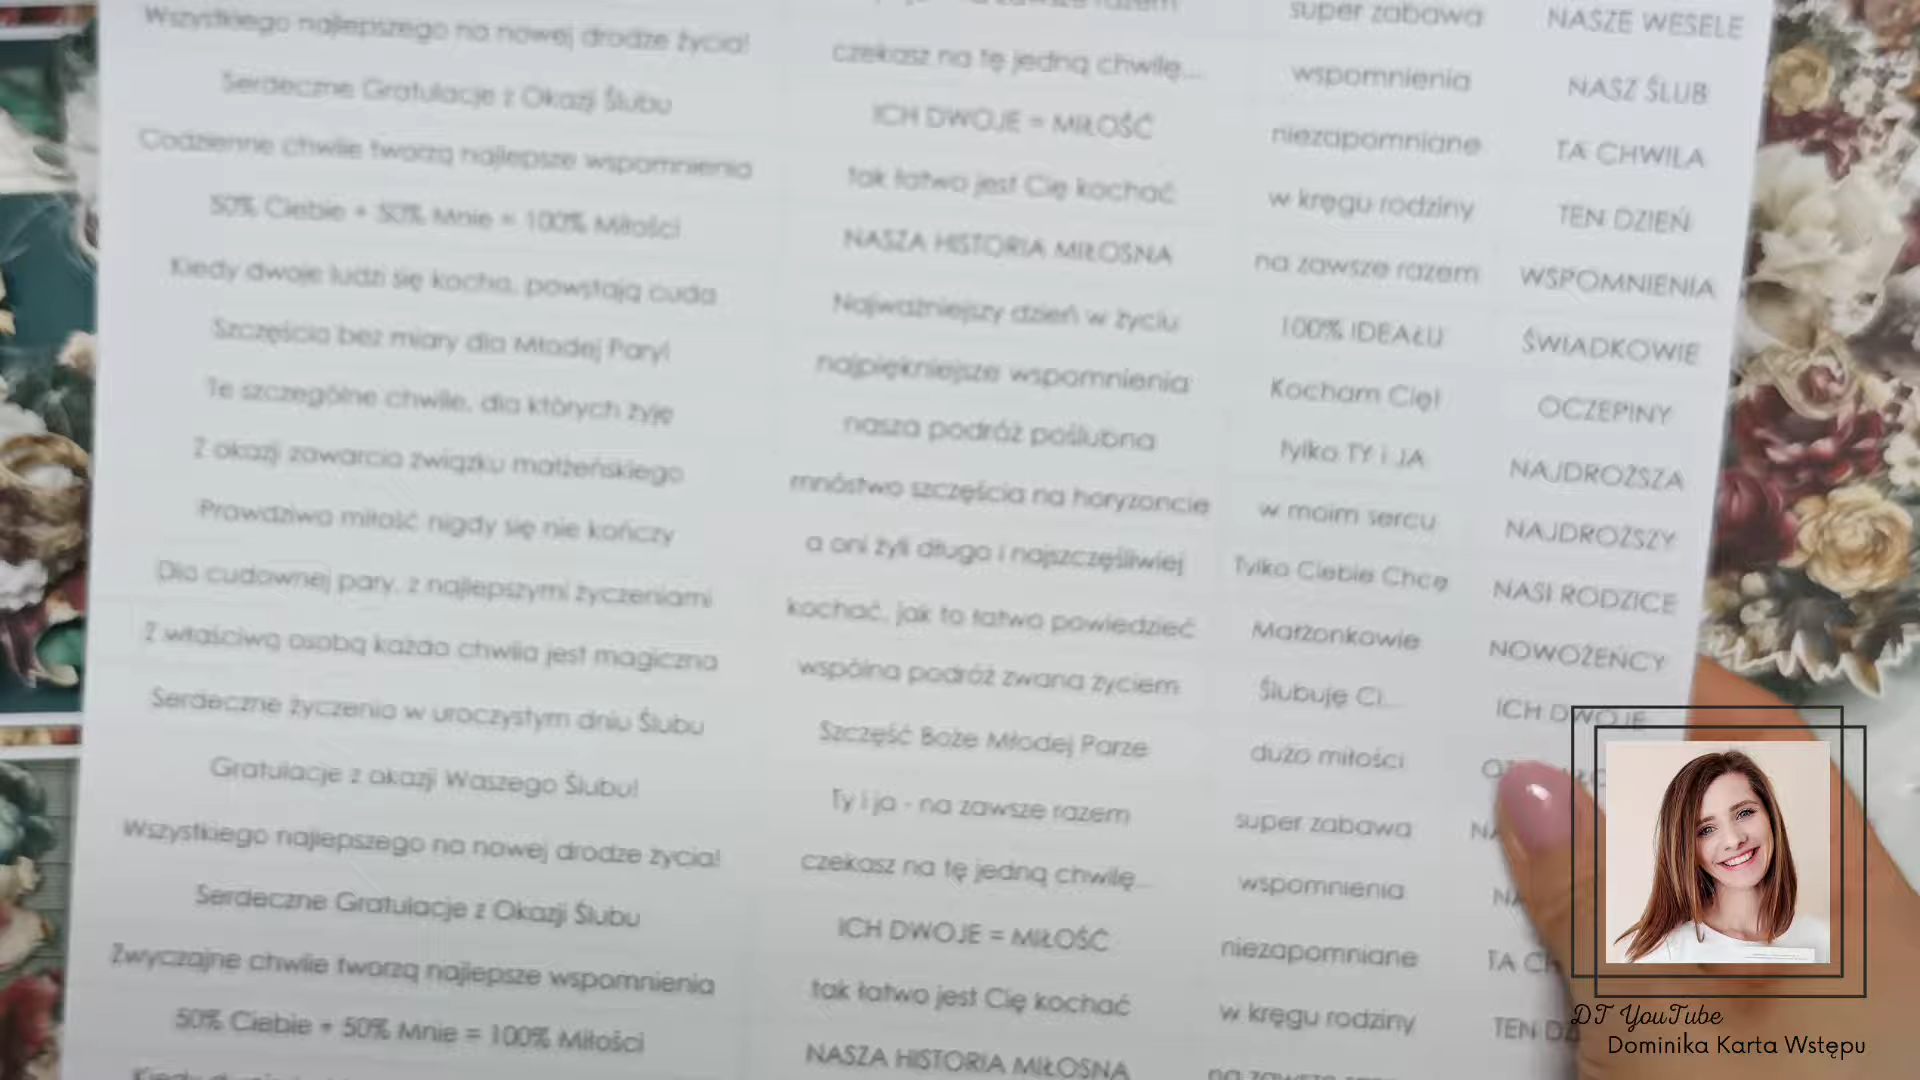 Wszystkiego najlepszego na nowej drodze życia!
Serdeczne Gratulacje z Okazji Ślubu
Codzienne chwile tworzą najlepsze wspomnienia
50% Ciebie + 50% Mnie = 100% Miłości
Kiedy dwoje ludzi się kocha, powstają cuda
Szczęścia bez miary dla Młodej Pary!
Te szczególne chwile, dla których żyję
Z okazji zawarcia związku małżeńskiego
Prawdziwa miłość nigdy się nie kończy
Dla cudownej pary, z najlepszymi życzeniami
Z właściwą osobą każda chwila jest magiczna
Serdeczne życzenia w uroczystym dniu Ślubu
Gratulacje z okazji Waszego Ślubu!
Wszystkiego najlepszego na nowej drodze życia!
Serdeczne Gratulacje z Okazji Ślubu
Zwyczajne chwile tworzą najlepsze wspomnienia
50% Ciebie + 50% Mnie = 100% Miłości
na zawsze razem
czekasz na tę jedną chwilę...
ICH DWOJE = MIŁOŚĆ
tak łatwo jest Cię kochać
NASZA HISTORIA MIŁOSNA
Najważniejszy dzień w życiu
najpiękniejsze wspomnienia
nasza podróż poślubna
mnóstwo szczęścia na horyzoncie
a oni żyli długo i najszczęśliwiej
kochać, jak to łatwo powiedzieć
wspólna podróż zwana życiem
Szczęść Boże Młodej Parze
Ty i ja - na zawsze razem
czekasz na tę jedną chwilę...
ICH DWOJE = MIŁOŚĆ
tak łatwo jest Cię kochać
NASZA HISTORIA MIŁOSNA
super zabawa
wspomnienia
niezapomniane
w kręgu rodziny
na zawsze razem
100% IDEAŁU
Kocham Cię!
tylko TY i JA
w moim sercu
Tylko Ciebie Chcę
Małżonkowie
Ślubuję Ci...
dużo miłości
super zabawa
wspomnienia
niezapomniane
w kręgu rodziny
na zawsze
NASZE WESELE
NASZ ŚLUB
TA CHWILA
TEN DZIEŃ
WSPOMNIENIA
ŚWIADKOWIE
OCZEPINY
NAJDROŻSZA
NAJDROŻSZY
NASI RODZICE
NOWOŻEŃCY
ICH DWOJE
TA
TEN
DT YouTube
Dominika Karta Wstępu